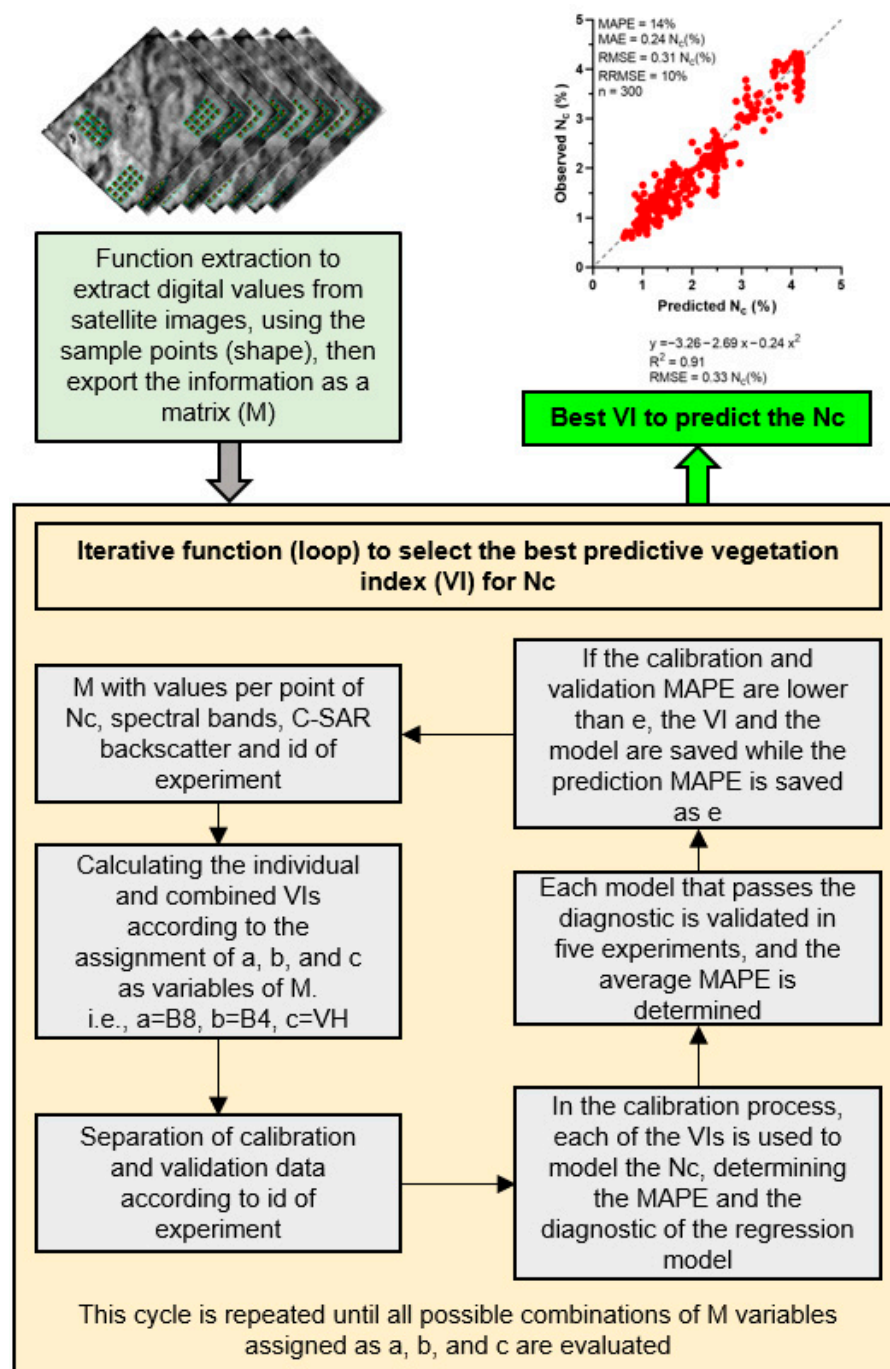 Function extraction to
extract digital values from
satellite images, using the
sample points (shape), then
export the information as a
matrix (M)
MAPE = 14%
MAE = 0.24 Nc(%)
RMSE = 0.31 Nc(%)
RRMSE = 10%
n = 300
Observed Nc (%)
5
4
3
2
1
0
0 1 2 3 4 5
Predicted Nc (%)
y =−3.26−2.69 x−0.24 x²
R² = 0.91
RMSE = 0.33 Nc(%)
Best VI to predict the Nc
Iterative function (loop) to select the best predictive vegetation
index (VI) for Nc
M with values per point of
Nc, spectral bands, C-SAR
backscatter and id of
experiment
Calculating the individual
and combined VIs
according to the
assignment of a, b, and c
as variables of M.
i.e., a=B8, b=B4, c=VH
Separation of calibration
and validation data
according to id of
experiment
In the calibration process,
each of the VIs is used to
model the Nc, determining
the MAPE and the
diagnostic of the regression
model
Each model that passes the
diagnostic is validated in
five experiments, and the
average MAPE is
determined
If the calibration and
validation MAPE are lower
than e, the VI and the
model are saved while the
prediction MAPE is saved
as e
This cycle is repeated until all possible combinations of M variables
assigned as a, b, and c are evaluated